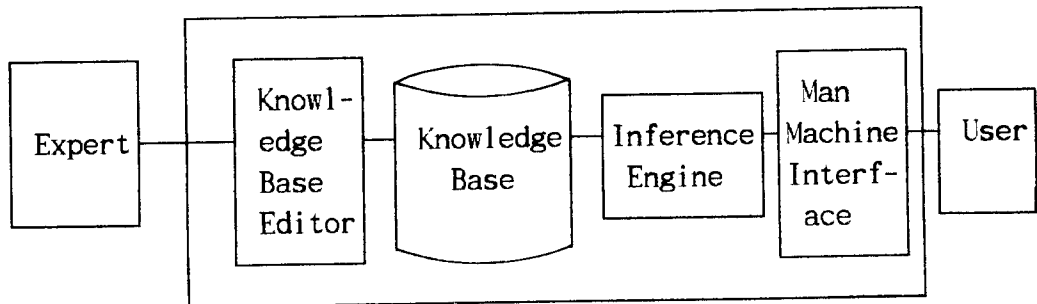 Expert
Knowl-
edge
Base
Editor
Knowledge
Base
Inference
Engine
Man
Machine
Interf-
ace
User